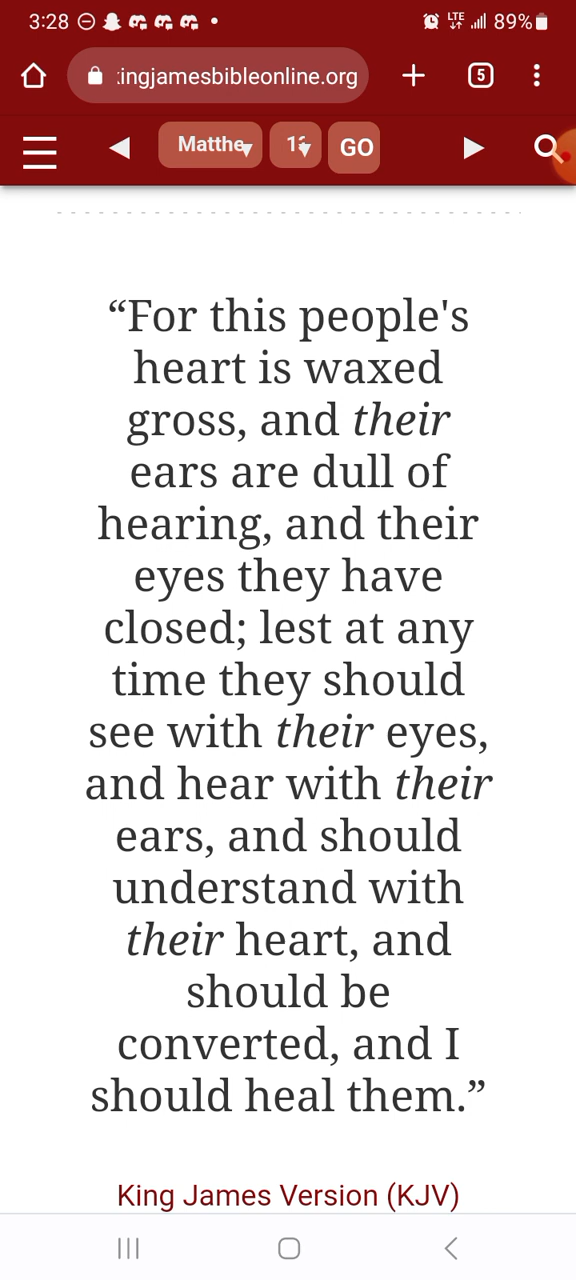 3:28 LTE 89%
:ingjamesbibleonline.org 5
Matthe GO
“For this people's
heart is waxed
gross, and their
ears are dull of
hearing, and their
eyes they have
closed; lest at any
time they should
see with their eyes,
and hear with their
ears, and should
understand with
their heart, and
should be
converted, and I
should heal them.”
King James Version (KJV)